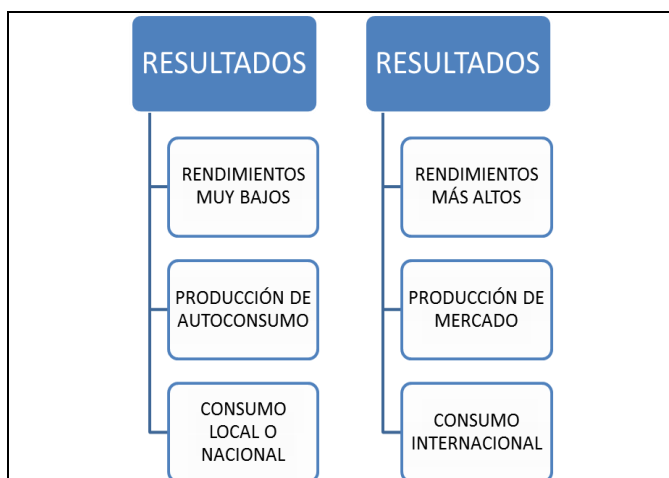 RESULTADOS
RENDIMIENTOS
MUY BAJOS
PRODUCCIÓN DE
AUTOCONSUMO
CONSUMO
LOCAL O
NACIONAL
RESULTADOS
RENDIMIENTOS
MÁS ALTOS
PRODUCCIÓN DE
MERCADO
CONSUMO
INTERNACIONAL